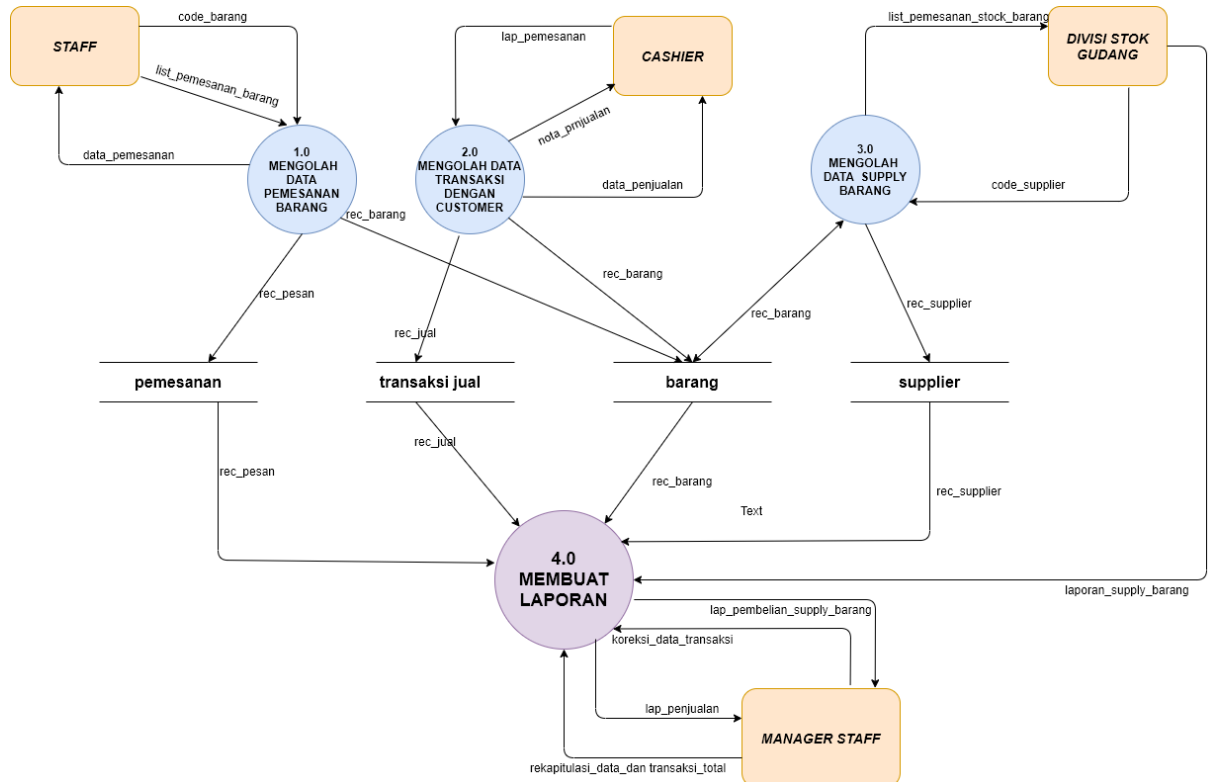 code_barang
list_pemesanan_stock_barang
STAFF
lap_pemesanan
CASHIER
DIVISI STOK
GUDANG
list_pemesanan_barang
nota_prnjualan
data_pemesanan
1.0
MENGOLAH
DATA
PEMESANAN
BARANG
2.0
MENGOLAH DATA
TRANSAKSI
DENGAN
CUSTOMER
data_penjualan
3.0
MENGOLAH
DATA SUPPLY
BARANG
code_supplier
rec_barang
rec_pesan
rec_jual
rec_barang
rec_barang
rec_supplier
pemesanan
transaksi jual
barang
supplier
rec_pesan
rec_jual
rec_barang
rec_supplier
Text
4.0
MEMBUAT
LAPORAN
laporan_supply_barang
lap_pembelian_supply_barang
koreksi_data_transaksi
lap_penjualan
MANAGER STAFF
rekapitulasi_data_dan transaksi_total